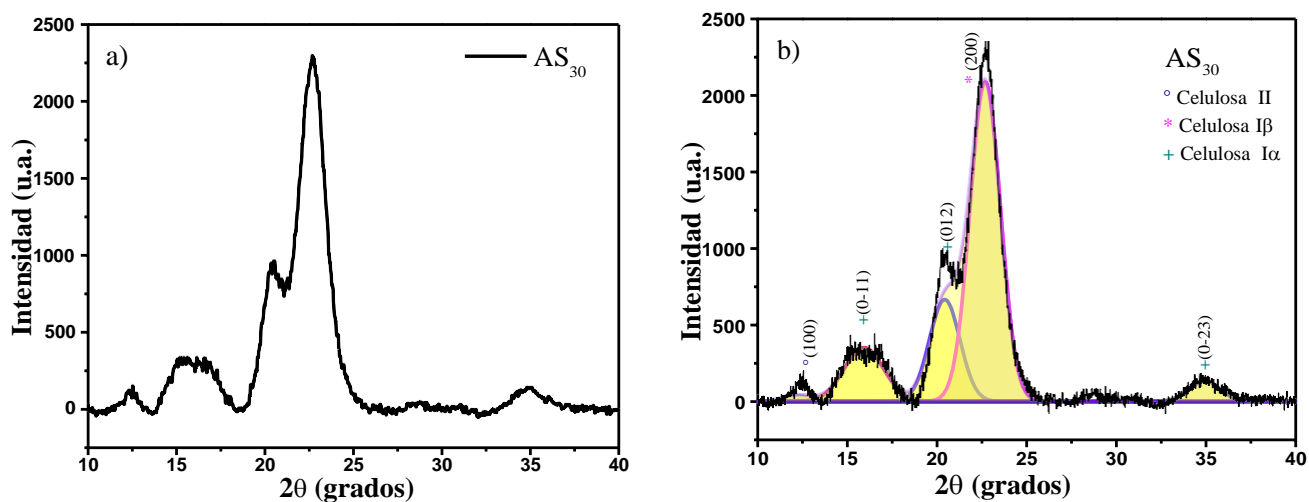 a)
AS30
Intensidad (u.a.)
2500
2000
1500
1000
500
0
10 15 20 25 30 35 40
2θ (grados)
b)
AS30
° Celulosa II
* Celulosa Iβ
+ Celulosa Iα
Intensidad (u.a.)
2500
2000
1500
1000
500
0
°(100)
+(0-11)
+(012)
*(200)
+(0-23)
10 15 20 25 30 35 40
2θ (grados)